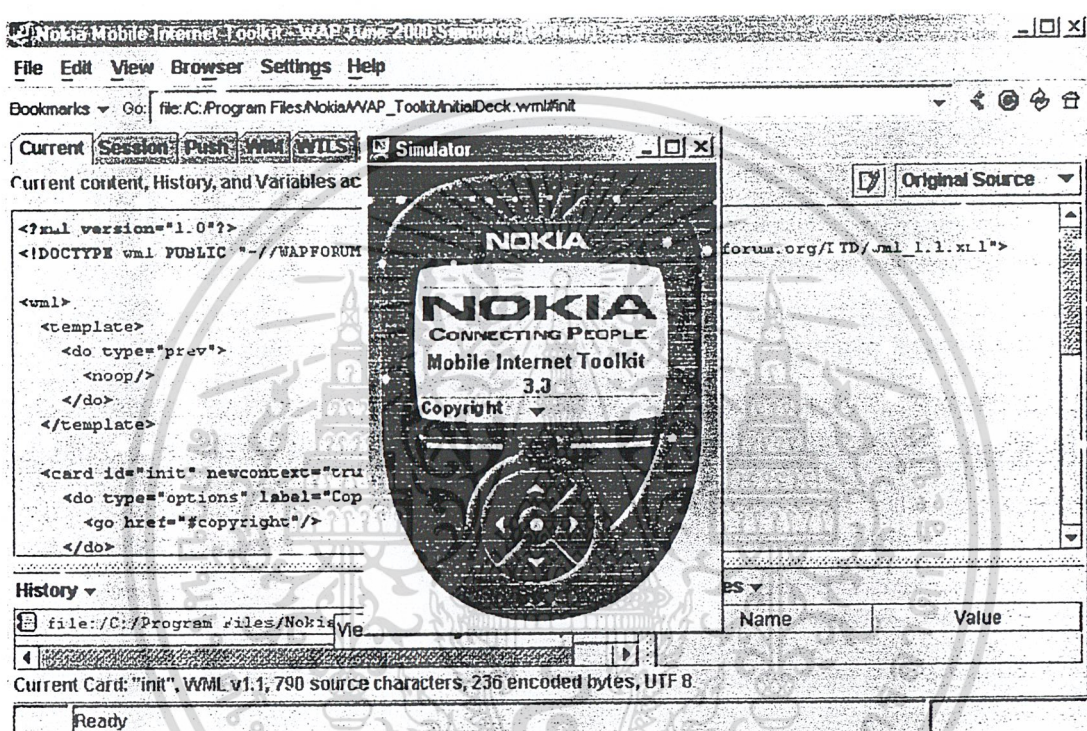 Nokia Mobile Internet Toolkit - WAP June 2000 Simulator
File Edit View Browser Settings Help
Bookmarks Go: file:/C:/Program Files/Nokia/WAP_Toolkit/initialDeck.wml#init
Current Session Push WIM WTLS
Simulator
Current content, History, and Variables ac
Original Source
<?xml version="1.0"?>
<!DOCTYPE wml PUBLIC "-//WAPFORUM
forum.org/DTD/wml_1.1.xml">
<wml>
<template>
<do type="prev">
<noop/>
</do>
</template>
<card id="init" newcontext="tru
<do type="options" label="Cop
<go href="#copyright"/>
</do>
NOKIA
NOKIA
CONNECTING PEOPLE
Mobile Internet Toolkit
3.0
Copyright
History
es
file:/C:/Program Files/Nokia
Vie
Name Value
Current Card: "init", WML v1.1, 790 source characters, 236 encoded bytes, UTF 8
Ready